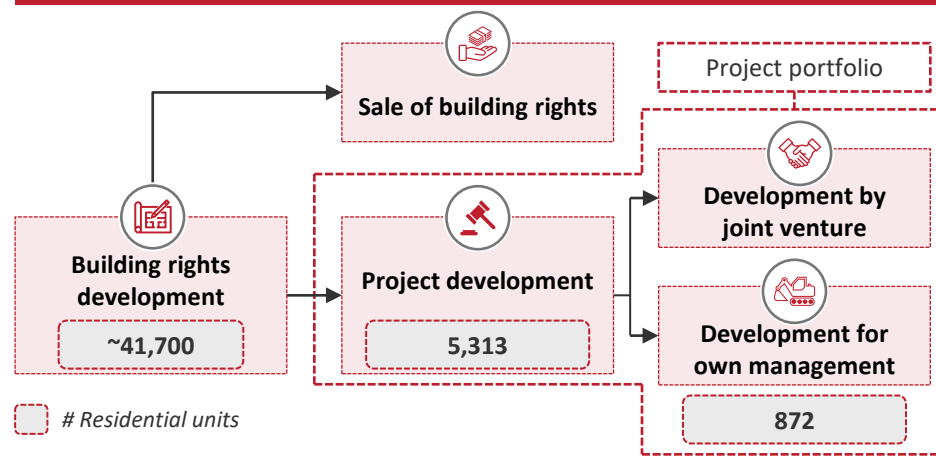 Sale of building rights
Project portfolio
Building rights
development
~41,700
Project development
5,313
Development by
joint venture
Development for
own management
872
# Residential units